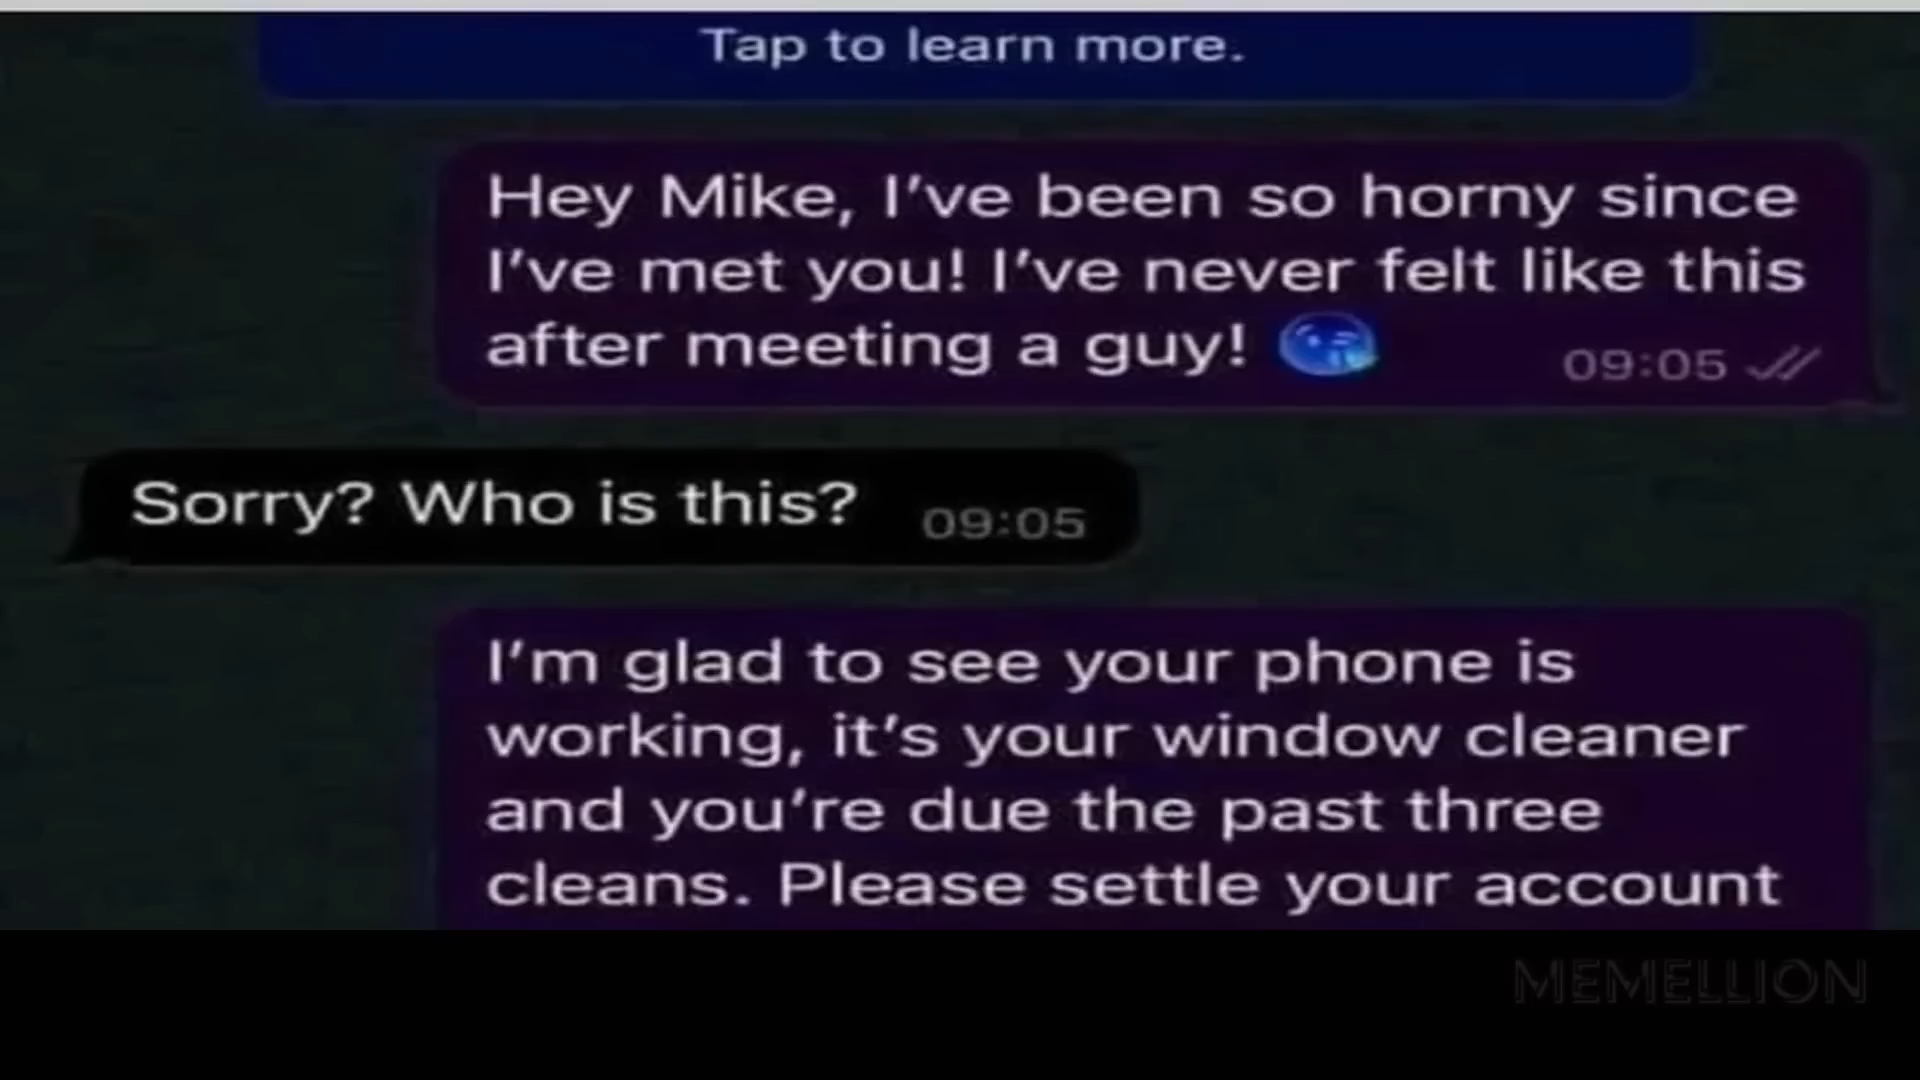 Tap to learn more.
Hey Mike, I've been so horny since
I've met you! I've never felt like this
after meeting a guy!
09:05
Sorry? Who is this?
09:05
I'm glad to see your phone is
working, it's your window cleaner
and you're due the past three
cleans. Please settle your account
MEMELLION